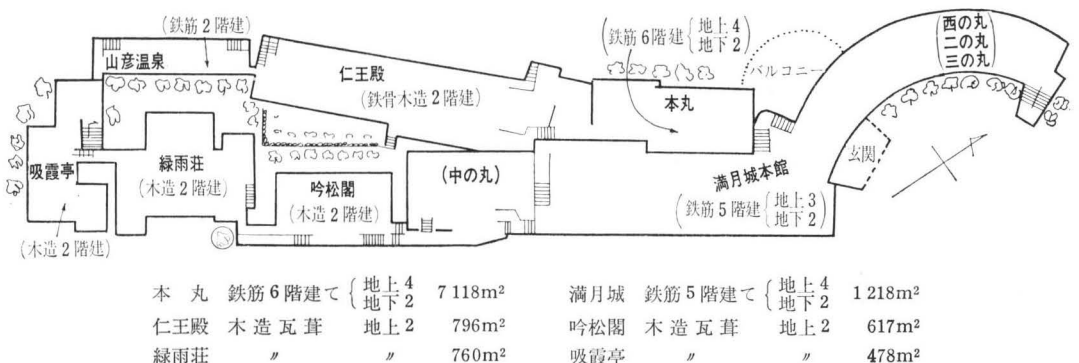 (鉄筋2階建)
山彦温泉
仁王殿
(鉄骨木造2階建)
(鉄筋6階建{地上4 地下2)
バルコニー
西の丸
二の丸
三の丸
本丸
玄関
吸霞亭
(木造2階建)
緑雨荘
(木造2階建)
吟松閣
(木造2階建)
(中の丸)
満月城本館
(鉄筋5階建{地上3 地下2)
本丸 鉄筋6階建て{地上4 地下2 7118m² 満月城 鉄筋5階建て{地上4 地下2 1218m²
仁王殿 木造瓦葺 地上2 796m² 吟松閣 木造瓦葺 地上2 617m²
緑雨荘 〃 〃 760m² 吸霞亭 〃 〃 478m²